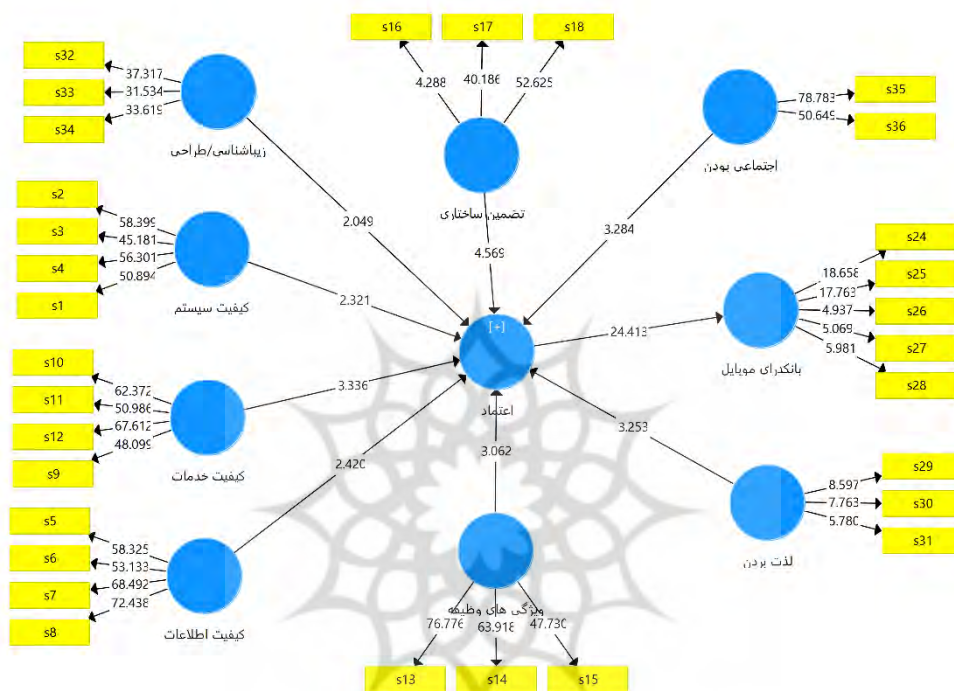 s16 s17 s18
4.288 40.186 52.625
تضمین ساختاری
4.569
s32
s33
s34
37.317
31.534
33.619
زیباشناسی/طراحی
2.049
s35
s36
78.783
50.649
اجتماعی بودن
3.284
s2
s3
s4
s1
58.399
45.181
56.301
50.894
کیفیت سیستم
2.321
[+]
اعتماد
24.413
s24
s25
s26
s27
s28
18.658
17.763
4.937
5.069
5.981
بانکدرای موبایل
s10
s11
s12
s9
62.372
50.986
67.612
48.099
کیفیت خدمات
3.336
s5
s6
s7
s8
58.325
53.133
68.492
72.438
کیفیت اطلاعات
2.420
3.062
ویژگی های وظیفه
76.776 63.918 47.730
s13 s14 s15
3.253
s29
s30
s31
8.597
7.763
5.780
لذت بردن